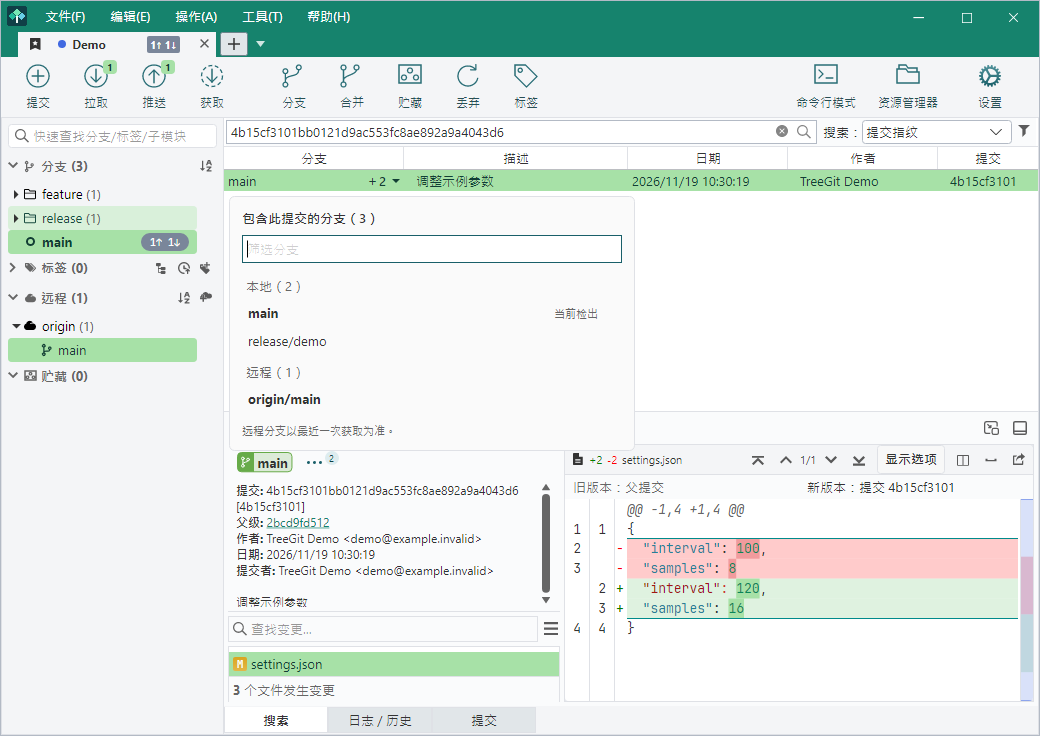 文件(F) 编辑(E) 操作(A) 工具(T) 帮助(H)
Demo 1↑ 1↓
提交 拉取 1 推送 1 获取 分支 合并 贮藏 丢弃 标签 命令行模式 资源管理器 设置
快速查找分支/标签/子模块
分支 (3)
feature (1)
release (1)
main 1↑ 1↓
标签 (0)
远程 (1)
origin (1)
main
贮藏 (0)
4b15cf3101bb0121d9ac553fc8ae892a9a4043d6 搜索： 提交指纹
分支 描述 日期 作者 提交
main +2 调整示例参数 2026/11/19 10:30:19 TreeGit Demo 4b15cf3101
包含此提交的分支（3）
筛选分支
本地（2）
main 当前检出
release/demo
远程（1）
origin/main
远程分支以最近一次获取为准。
main ... 2
提交: 4b15cf3101bb0121d9ac553fc8ae892a9a4043d6
[4b15cf3101]
父级: 2bcd9fd512
作者: TreeGit Demo <demo@example.invalid>
日期: 2026/11/19 10:30:19
提交者: TreeGit Demo <demo@example.invalid>
调整示例参数
查找变更...
M settings.json
3 个文件发生变更
+2 -2 settings.json 1/1 显示选项
旧版本：父提交 新版本：提交 4b15cf3101
@@ -1,4 +1,4 @@
1 1 {
2 - "interval": 100,
3 - "samples": 8
2 + "interval": 120,
3 + "samples": 16
4 4 }
搜索 日志 / 历史 提交